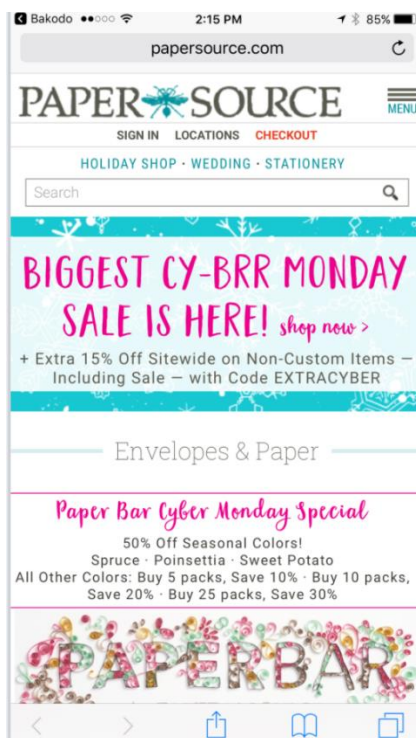 Bakodo 2:15 PM 85%
papersource.com
PAPER SOURCE
MENU
SIGN IN LOCATIONS CHECKOUT
HOLIDAY SHOP · WEDDING · STATIONERY
Search
BIGGEST CY-BRR MONDAY
SALE IS HERE! shop now >
+ Extra 15% Off Sitewide on Non-Custom Items —
Including Sale — with Code EXTRACYBER
Envelopes & Paper
Paper Bar Cyber Monday Special
50% Off Seasonal Colors!
Spruce · Poinsettia · Sweet Potato
All Other Colors: Buy 5 packs, Save 10% · Buy 10 packs,
Save 20% · Buy 25 packs, Save 30%
PAPERBAR